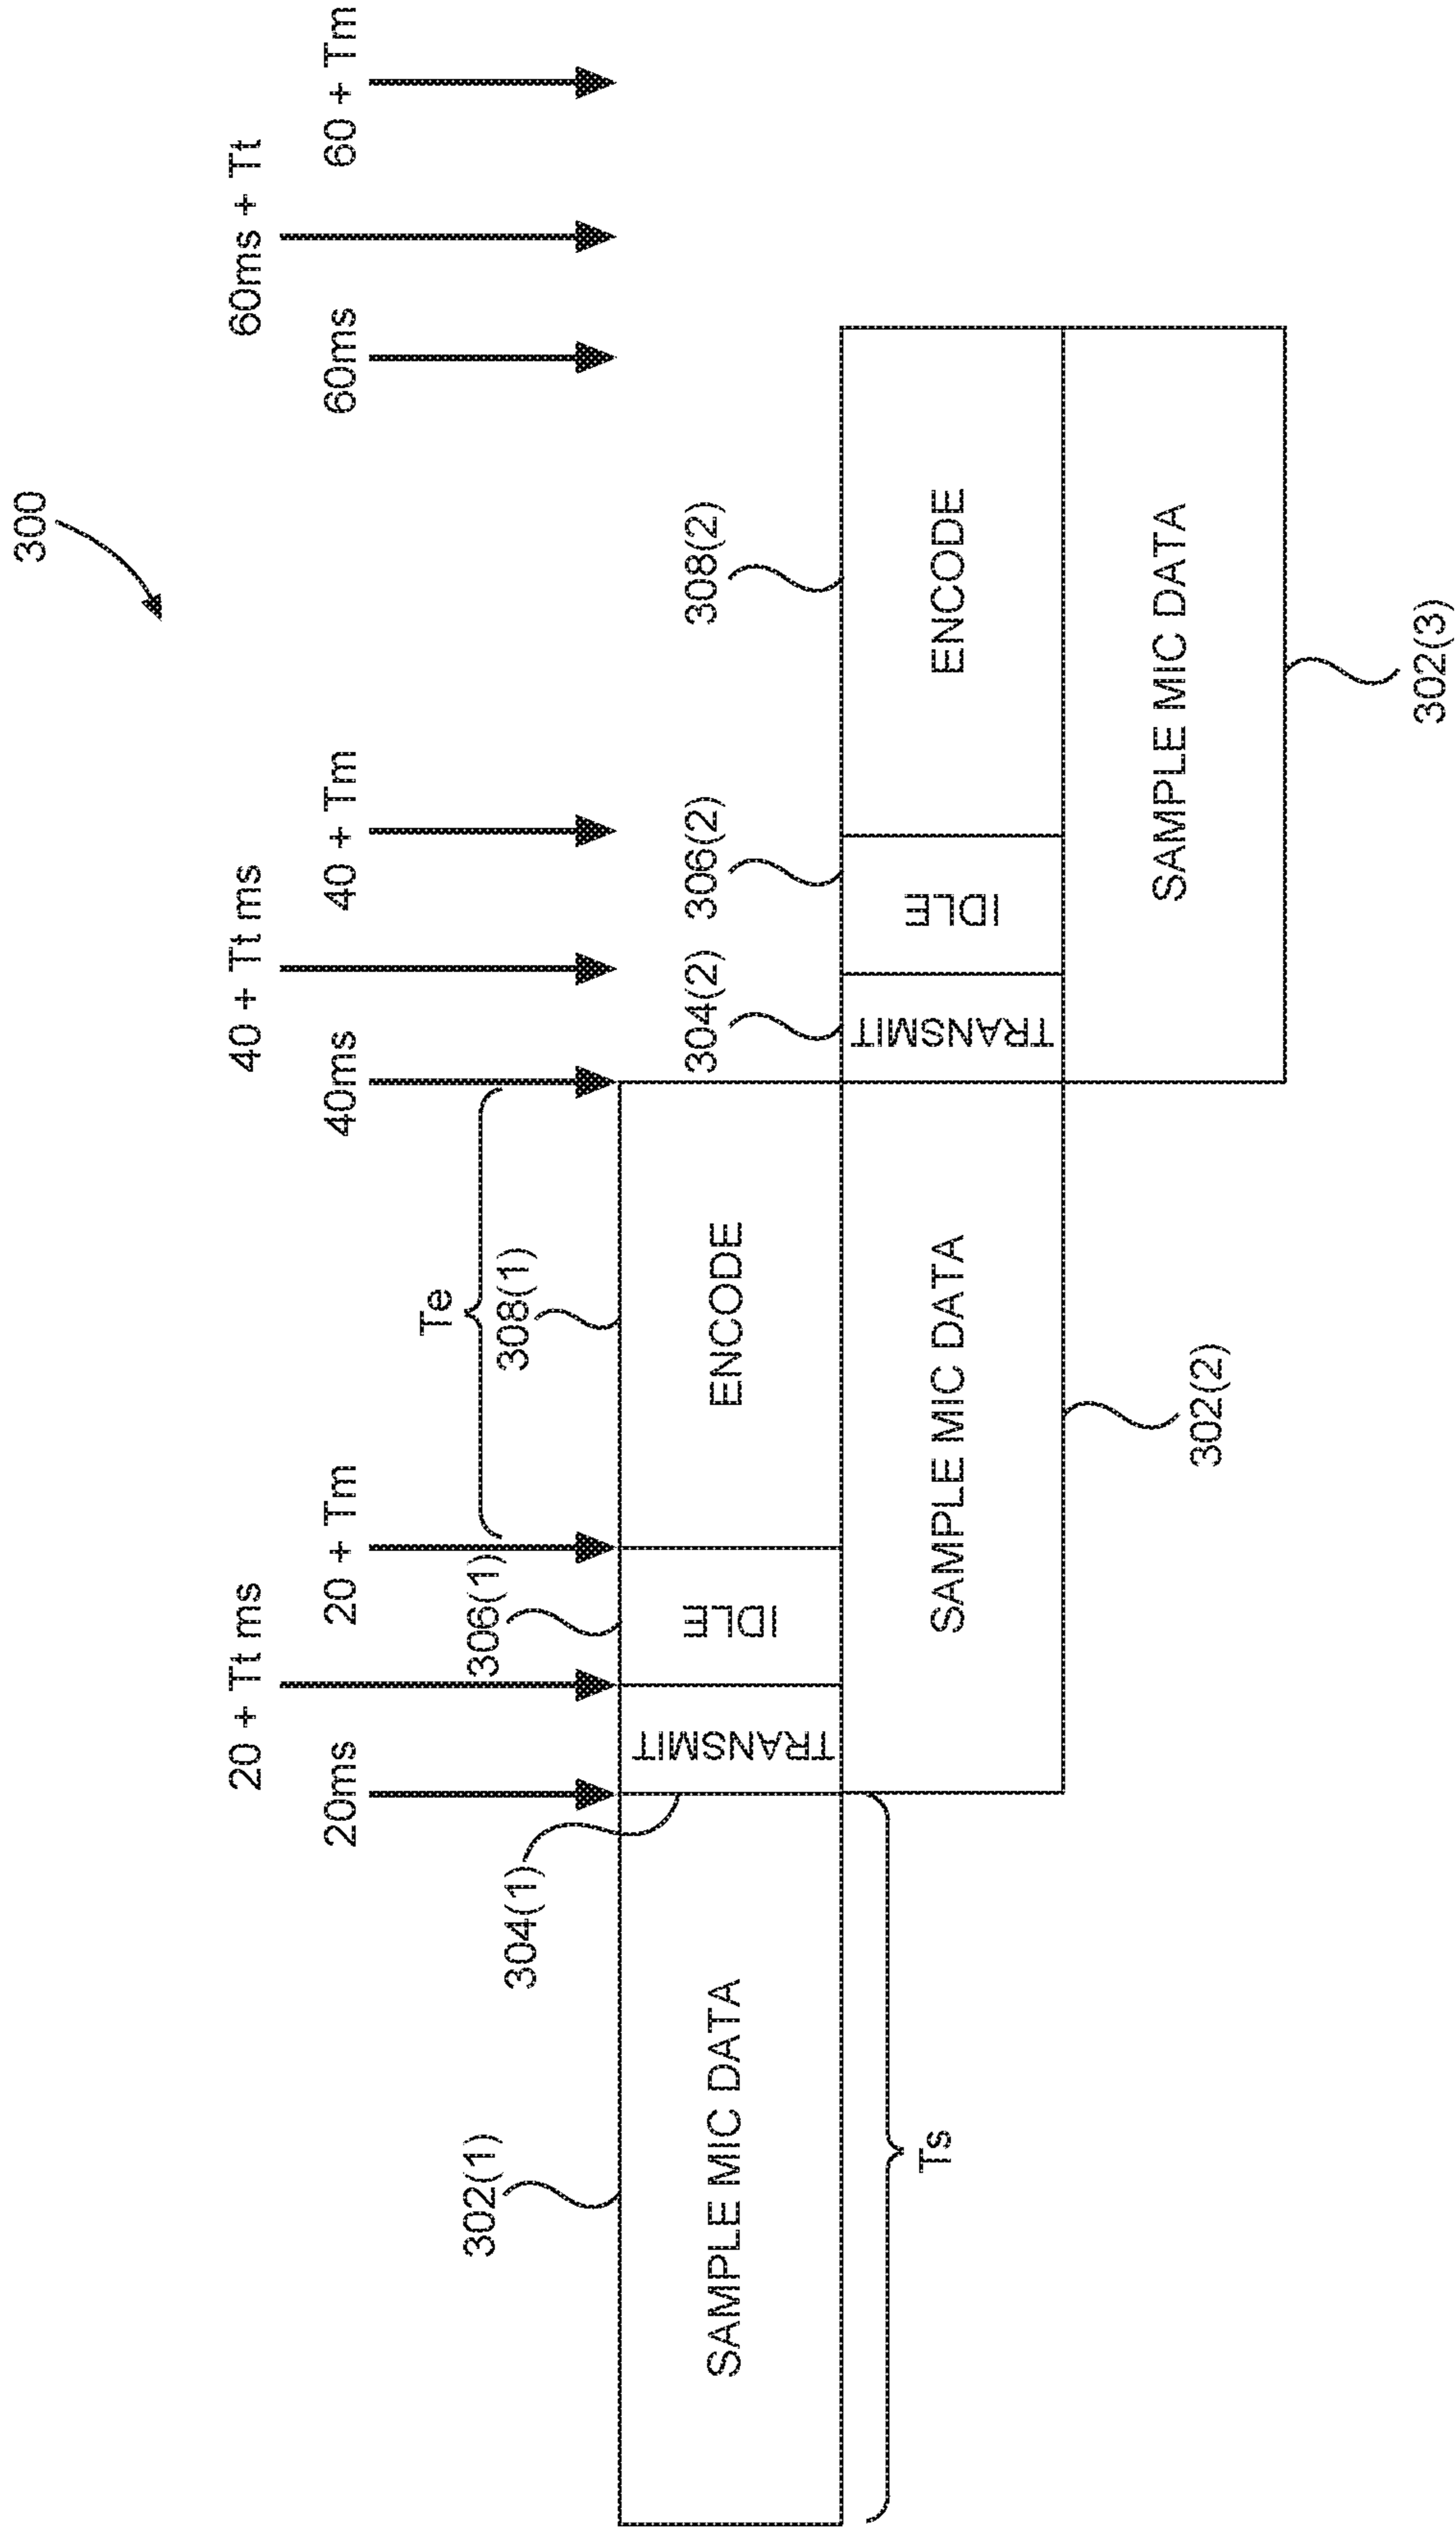 300
20 + Tt ms
40 + Tt ms
60ms + Tt
20ms
20 + Tm
40ms
40 + Tm
60ms
60 + Tm
Te
302(1)
304(1)
306(1)
308(1)
SAMPLE MIC DATA
TRANSMIT
IDLE
ENCODE
304(2)
306(2)
308(2)
Ts
SAMPLE MIC DATA
TRANSMIT
IDLE
ENCODE
302(2)
SAMPLE MIC DATA
302(3)